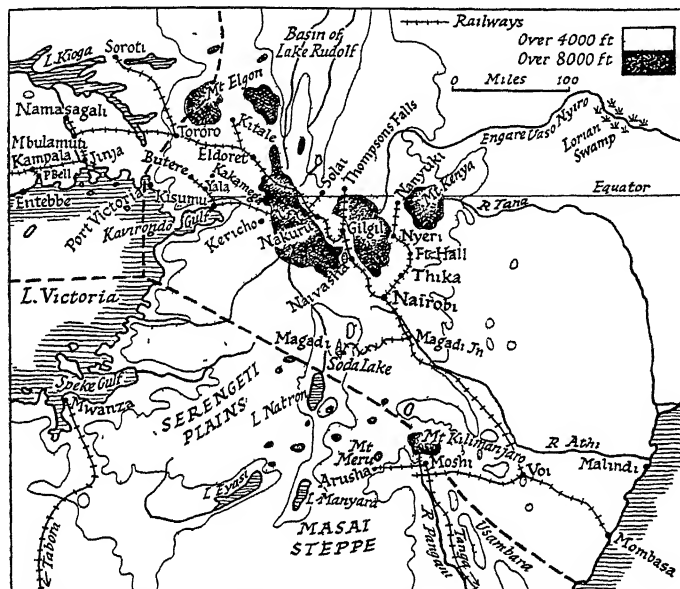 Railways
Over 4000 ft
Over 8000 ft
0 Miles 100
Basin of
Lake Rudolf
L. Kioga
Soroti
Mt Elgon
Namasagali
Kitale
Thompsons Falls
Engare Uaso Nyiro
Lorian
Swamp
Mbulamuti
Tororo
Kampala
Jinja
Butere
Eldoret
Solai
Nanyuki
Mt. Kenya
P.Bell
Yala
Kakamega
Equator
Entebbe
Port Victoria
Kisumu
Kavirondo Gulf
Kericho
Nakuru
Gilgil
Nyeri
R. Tana
Ft. Hall
Naivasha
Thika
L. Victoria
Nairobi
Magadi
Magadi Jn
Soda Lake
Speke Gulf
Mwanza
SERENGETI
PLAINS
L. Natron
Mt Kilimanjaro
R. Athi
Mt
Meru
Moshi
Voi
Malindi
Arusha
L. Eyasi
L. Manyara
MASAI
STEPPE
R. Pangani
Tanga
Usambara
Mombasa
Tabora